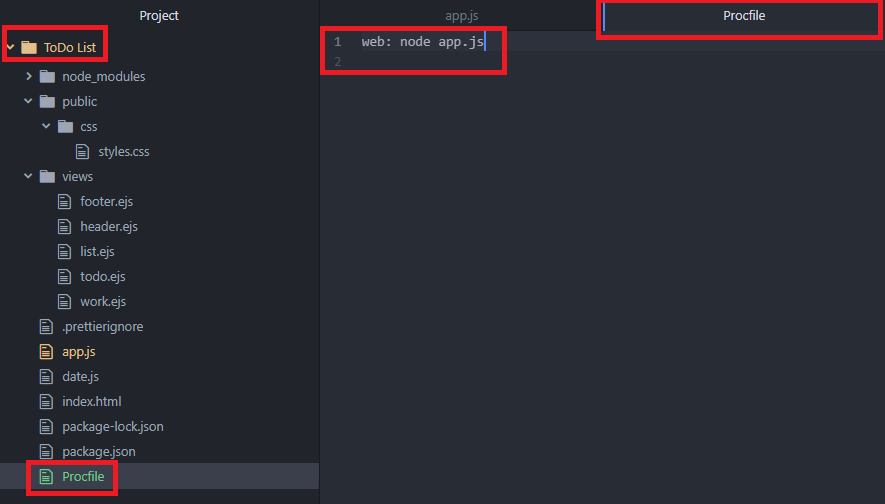 Project
ToDo List
node_modules
public
css
styles.css
views
footer.ejs
header.ejs
list.ejs
todo.ejs
work.ejs
.prettierignore
app.js
date.js
index.html
package-lock.json
package.json
Procfile
app.js
Procfile
1 web: node app.js
2